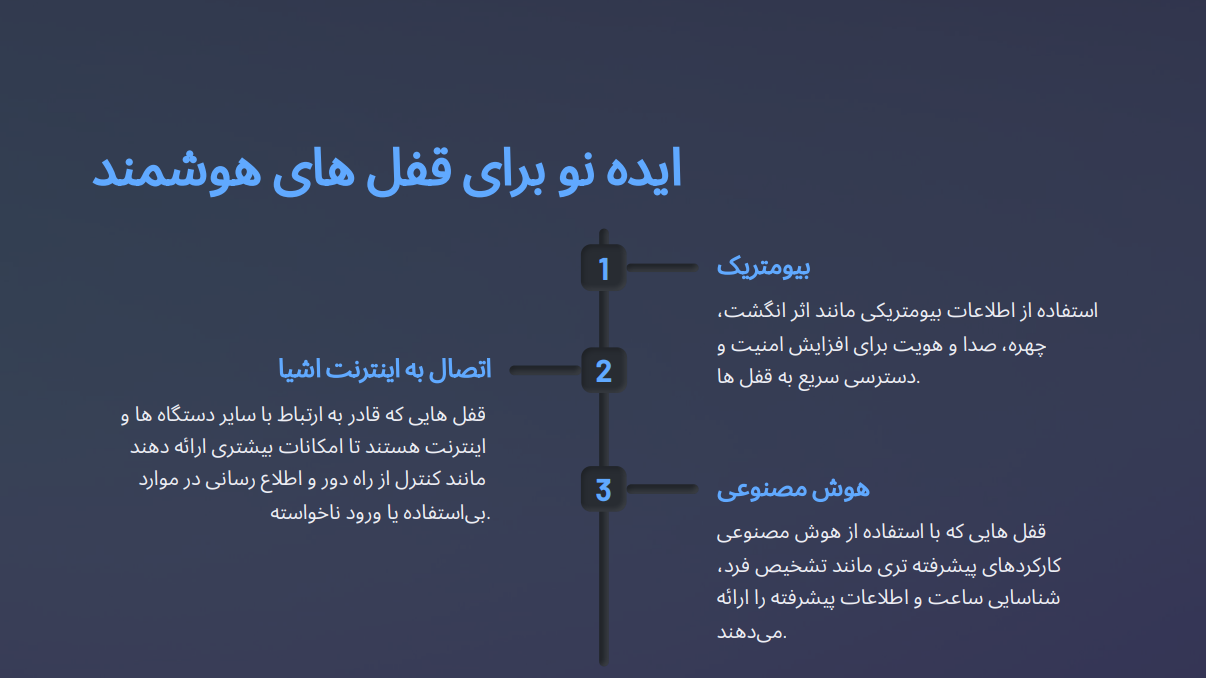 ایده نو برای قفل های هوشمند
1
بیومتریک
استفاده از اطلاعات بیومتریکی مانند اثر انگشت،
چهره، صدا و هویت برای افزایش امنیت و
دسترسی سریع به قفل ها.
2
اتصال به اینترنت اشیا
قفل هایی که قادر به ارتباط با سایر دستگاه ها و
اینترنت هستند تا امکانات بیشتری ارائه دهند
مانند کنترل از راه دور و اطلاع رسانی در موارد
بی‌استفاده یا ورود ناخواسته.
3
هوش مصنوعی
قفل هایی که با استفاده از هوش مصنوعی
کارکردهای پیشرفته تری مانند تشخیص فرد،
شناسایی ساعت و اطلاعات پیشرفته را ارائه
می‌دهند.